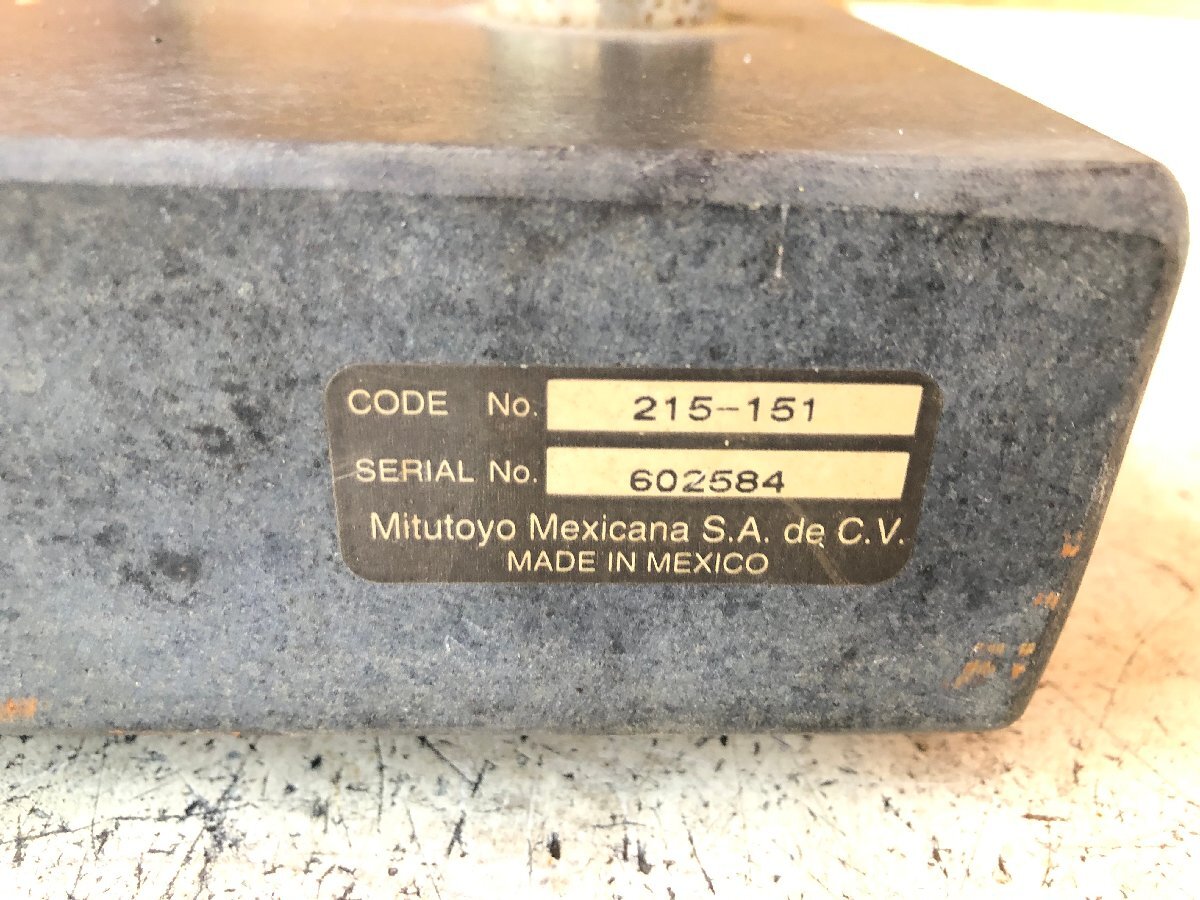 CODE No. 215-151
SERIAL No. 602584
Mitutoyo Mexicana S.A. de C.V.
MADE IN MEXICO